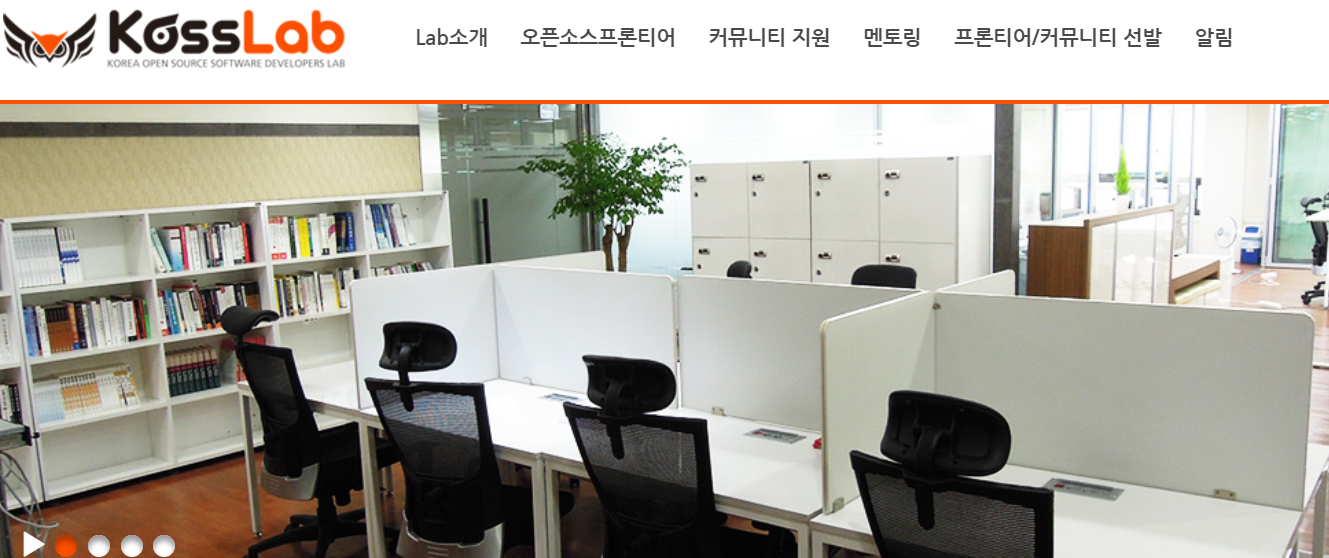 KossLab
KOREA OPEN SOURCE SOFTWARE DEVELOPERS LAB
Lab소개 오픈소스프론티어 커뮤니티 지원 멘토링 프론티어/커뮤니티 선발 알림